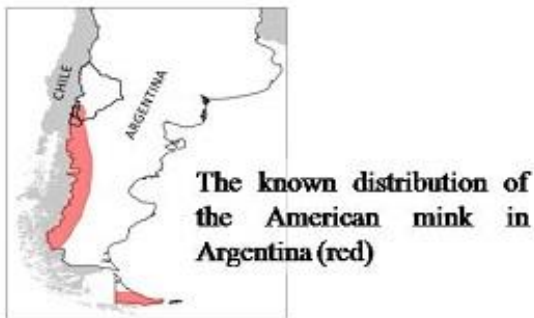 CHILE
ARGENTINA
The known distribution of
the American mink in
Argentina (red)